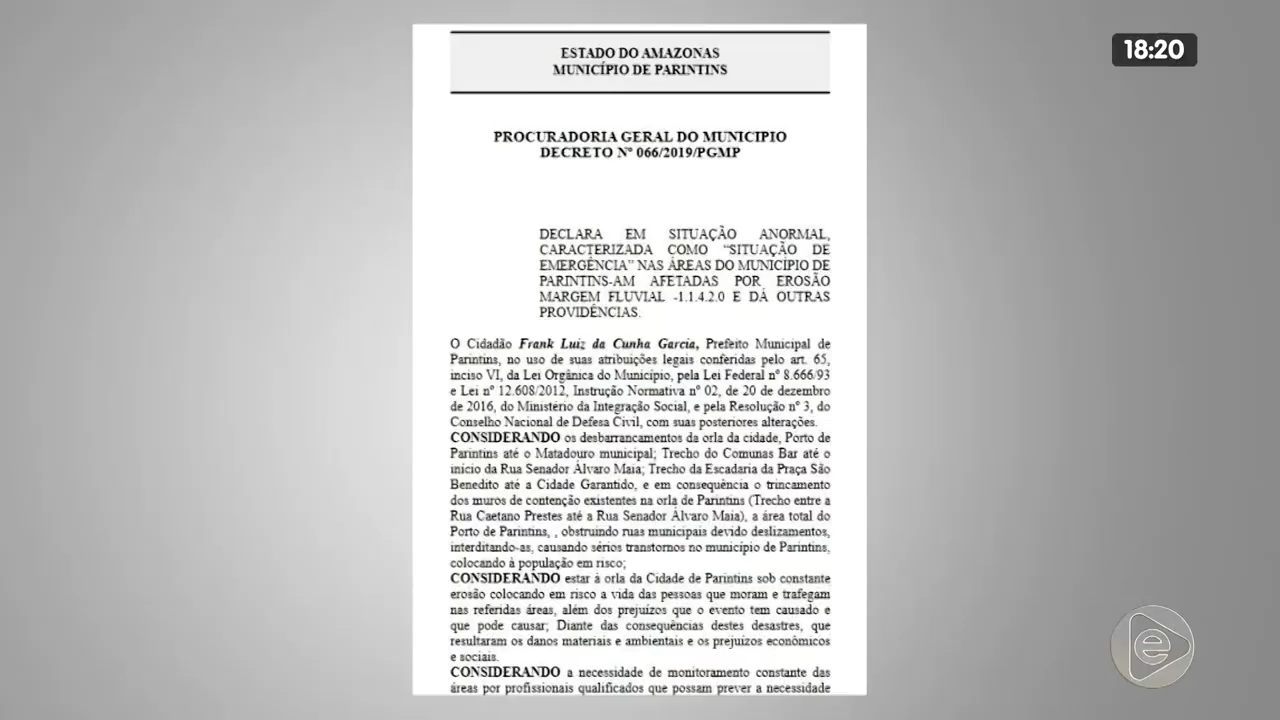 18:20
ESTADO DO AMAZONAS
MUNICÍPIO DE PARINTINS
PROCURADORIA GERAL DO MUNICIPIO
DECRETO Nº 066/2019/PGMP
DECLARA EM SITUAÇÃO ANORMAL,
CARACTERIZADA COMO “SITUAÇÃO DE
EMERGÊNCIA” NAS ÁREAS DO MUNICÍPIO DE
PARINTINS-AM AFETADAS POR EROSÃO
MARGEM FLUVIAL -1.1.4.2.0 E DÁ OUTRAS
PROVIDÊNCIAS.
O Cidadão Frank Luiz da Cunha Garcia, Prefeito Municipal de
Parintins, no uso de suas atribuições legais conferidas pelo art. 65,
inciso VI, da Lei Orgânica do Município, pela Lei Federal nº 8.666/93
e Lei nº 12.608/2012, Instrução Normativa nº 02, de 20 de dezembro
de 2016, do Ministério da Integração Social, e pela Resolução nº 3, do
Conselho Nacional de Defesa Civil, com suas posteriores alterações.
CONSIDERANDO os desbarrancamentos da orla da cidade, Porto de
Parintins até o Matadouro municipal; Trecho do Comunas Bar até o
início da Rua Senador Álvaro Maia; Trecho da Escadaria da Praça São
Benedito até a Cidade Garantido, e em consequência o trincamento
dos muros de contenção existentes na orla de Parintins (Trecho entre a
Rua Caetano Prestes até a Rua Senador Álvaro Maia), a área total do
Porto de Parintins, , obstruindo ruas municipais devido deslizamentos,
interditando-as, causando sérios transtornos no município de Parintins,
colocando à população em risco;
CONSIDERANDO estar à orla da Cidade de Parintins sob constante
erosão colocando em risco a vida das pessoas que moram e trafegam
nas referidas áreas, além dos prejuízos que o evento tem causado e
que pode causar; Diante das consequências destes desastres, que
resultaram os danos materiais e ambientais e os prejuízos econômicos
e sociais.
CONSIDERANDO a necessidade de monitoramento constante das
áreas por profissionais qualificados que possam prever a necessidade
e